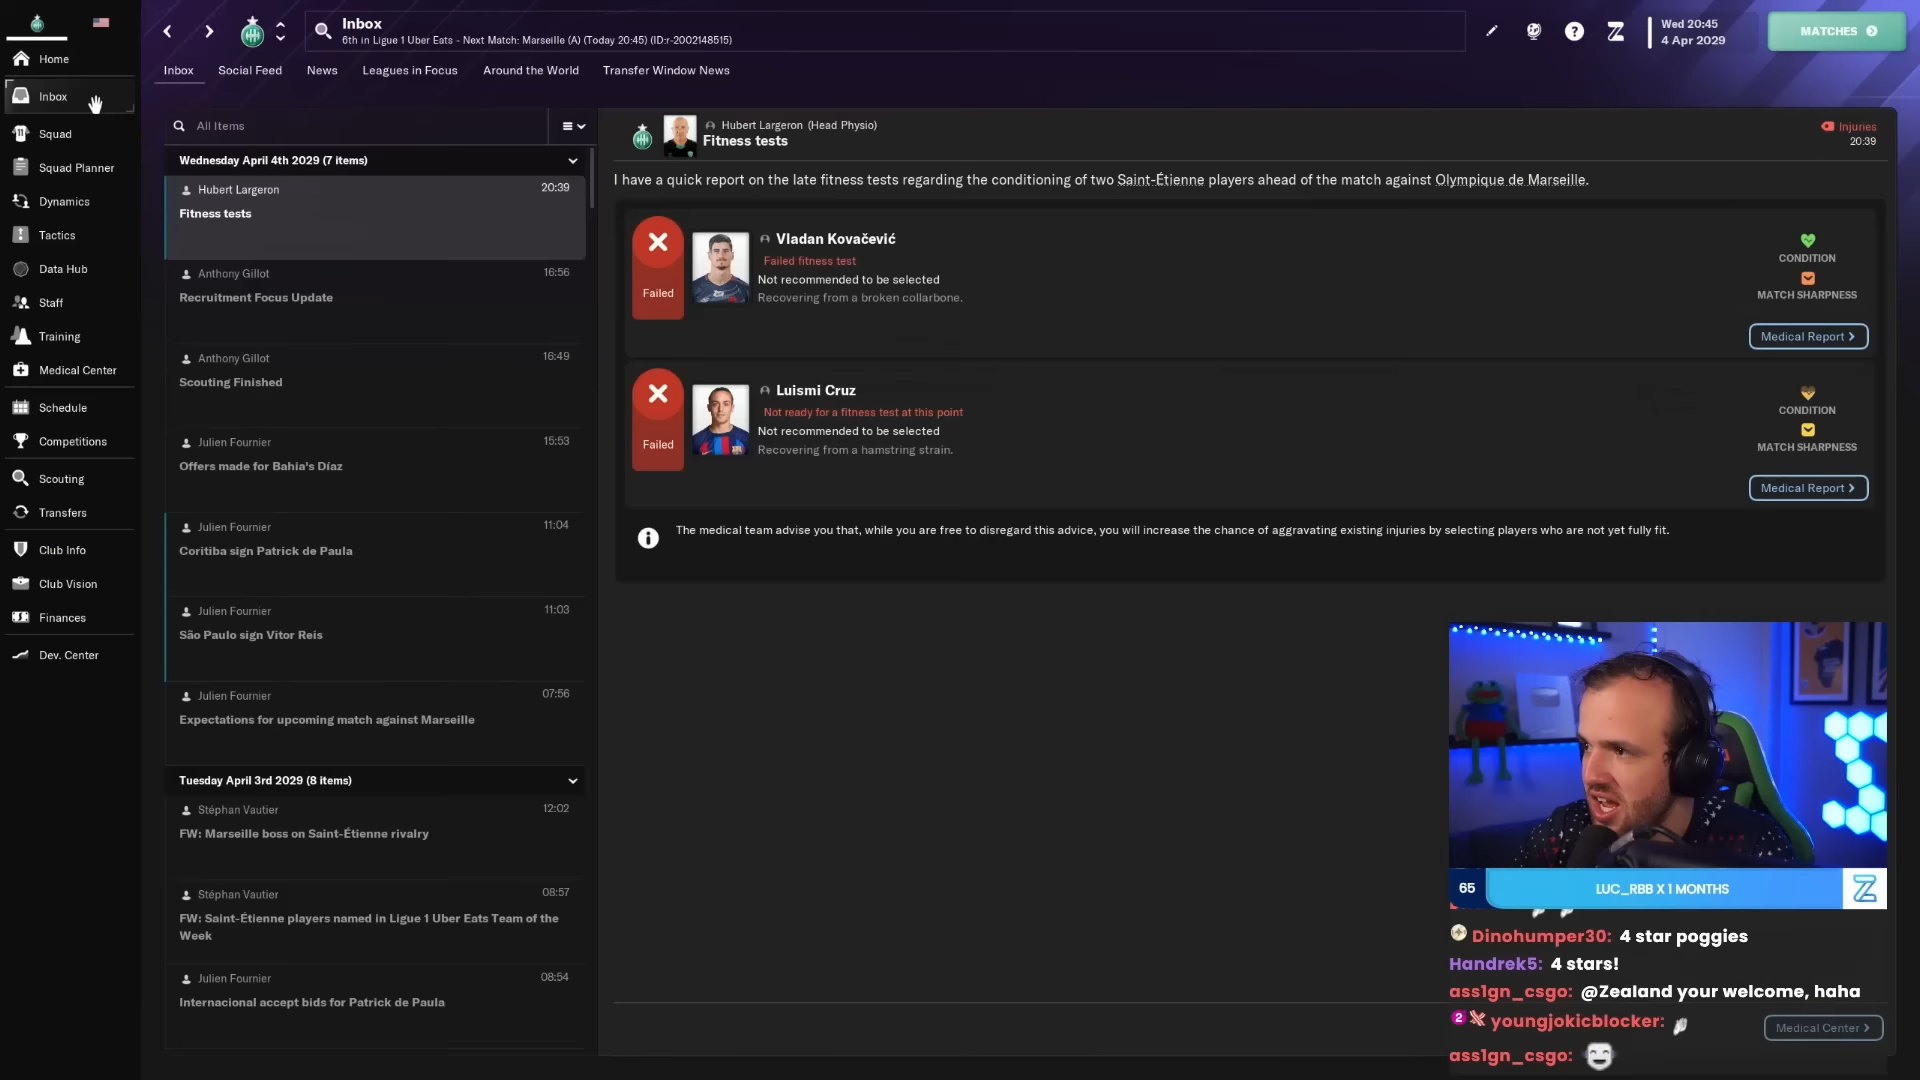 Inbox
6th in Ligue 1 Uber Eats - Next Match: Marseille (A) (Today 20:45) (ID:r-2002148515)
Wed 20:45
4 Apr 2029
MATCHES
Home
Inbox
Squad
Squad Planner
Dynamics
Tactics
Data Hub
Staff
Training
Medical Center
Schedule
Competitions
Scouting
Transfers
Club Info
Club Vision
Finances
Dev. Center
Inbox
Social Feed
News
Leagues in Focus
Around the World
Transfer Window News
All Items
Wednesday April 4th 2029 (7 items)
Hubert Largeron
20:39
Fitness tests
Anthony Gillot
16:56
Recruitment Focus Update
Anthony Gillot
16:49
Scouting Finished
Julien Fournier
15:53
Offers made for Bahia's Díaz
Julien Fournier
11:04
Coritiba sign Patrick de Paula
Julien Fournier
11:03
São Paulo sign Vitor Reis
Julien Fournier
07:56
Expectations for upcoming match against Marseille
Tuesday April 3rd 2029 (8 items)
Stéphan Vautier
12:02
FW: Marseille boss on Saint-Étienne rivalry
Stéphan Vautier
08:57
FW: Saint-Étienne players named in Ligue 1 Uber Eats Team of the
Week
Julien Fournier
08:54
Internacional accept bids for Patrick de Paula
Hubert Largeron (Head Physio)
Fitness tests
Injuries
20:39
I have a quick report on the late fitness tests regarding the conditioning of two Saint-Étienne players ahead of the match against Olympique de Marseille.
Failed
Vladan Kovačević
Failed fitness test
Not recommended to be selected
Recovering from a broken collarbone.
CONDITION
MATCH SHARPNESS
Medical Report
Failed
Luismi Cruz
Not ready for a fitness test at this point
Not recommended to be selected
Recovering from a hamstring strain.
CONDITION
MATCH SHARPNESS
Medical Report
The medical team advise you that, while you are free to disregard this advice, you will increase the chance of aggravating existing injuries by selecting players who are not yet fully fit.
65
LUC_RBB X 1 MONTHS
Dinohumper30: 4 star poggies
Handrek5: 4 stars!
ass1gn_csgo: @Zealand your welcome, haha
2 youngjokicblocker:
ass1gn_csgo:
Medical Center